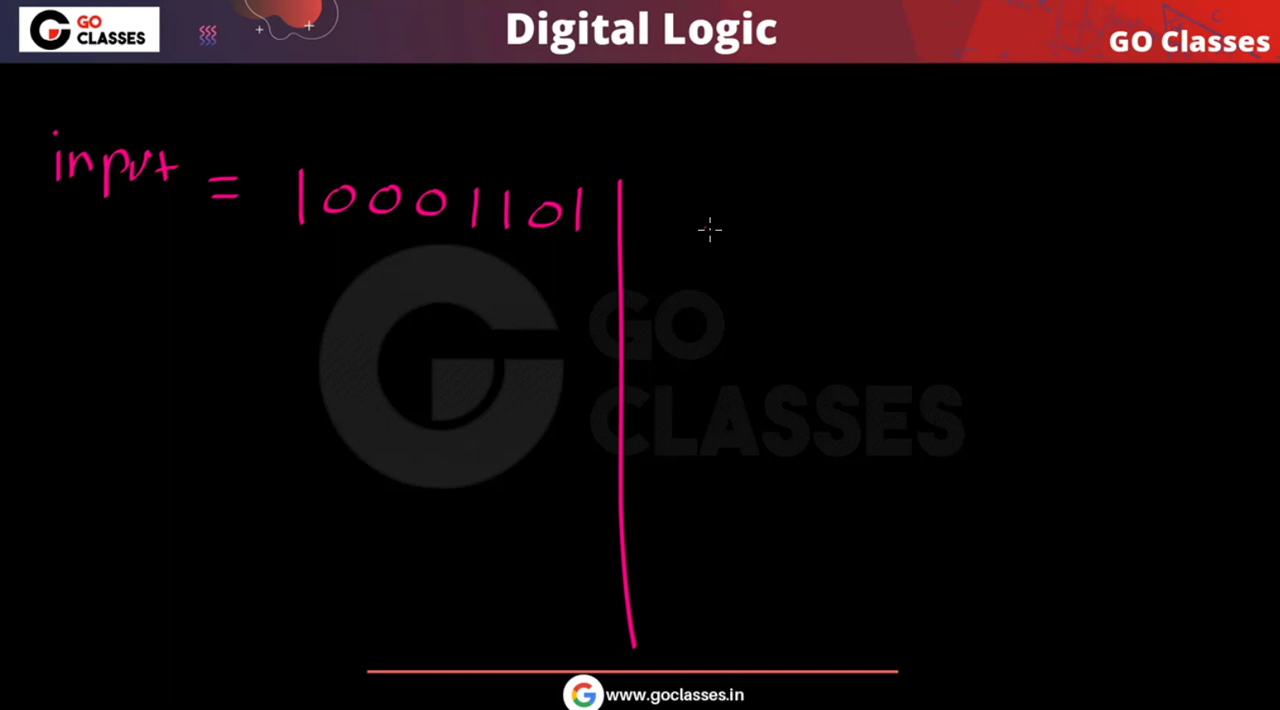 GO CLASSES
Digital Logic
GO Classes
input = 10001101
GO
CLASSES
www.goclasses.in